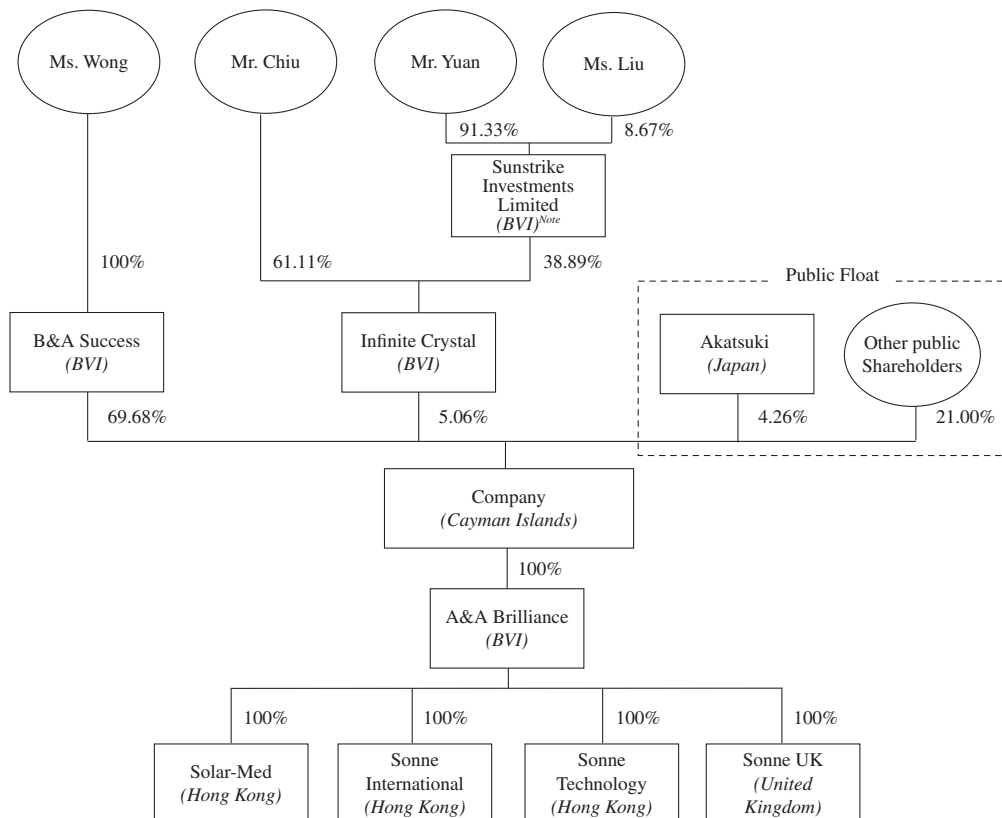 Ms. Wong
Mr. Chiu
Mr. Yuan
Ms. Liu
91.33%
8.67%
Sunstrike
Investments
Limited
(BVI)Note
100%
61.11%
38.89%
Public Float
B&A Success
(BVI)
Infinite Crystal
(BVI)
Akatsuki
(Japan)
Other public
Shareholders
69.68%
5.06%
4.26%
21.00%
Company
(Cayman Islands)
100%
A&A Brilliance
(BVI)
100%
100%
100%
100%
Solar-Med
(Hong Kong)
Sonne
International
(Hong Kong)
Sonne
Technology
(Hong Kong)
Sonne UK
(United
Kingdom)